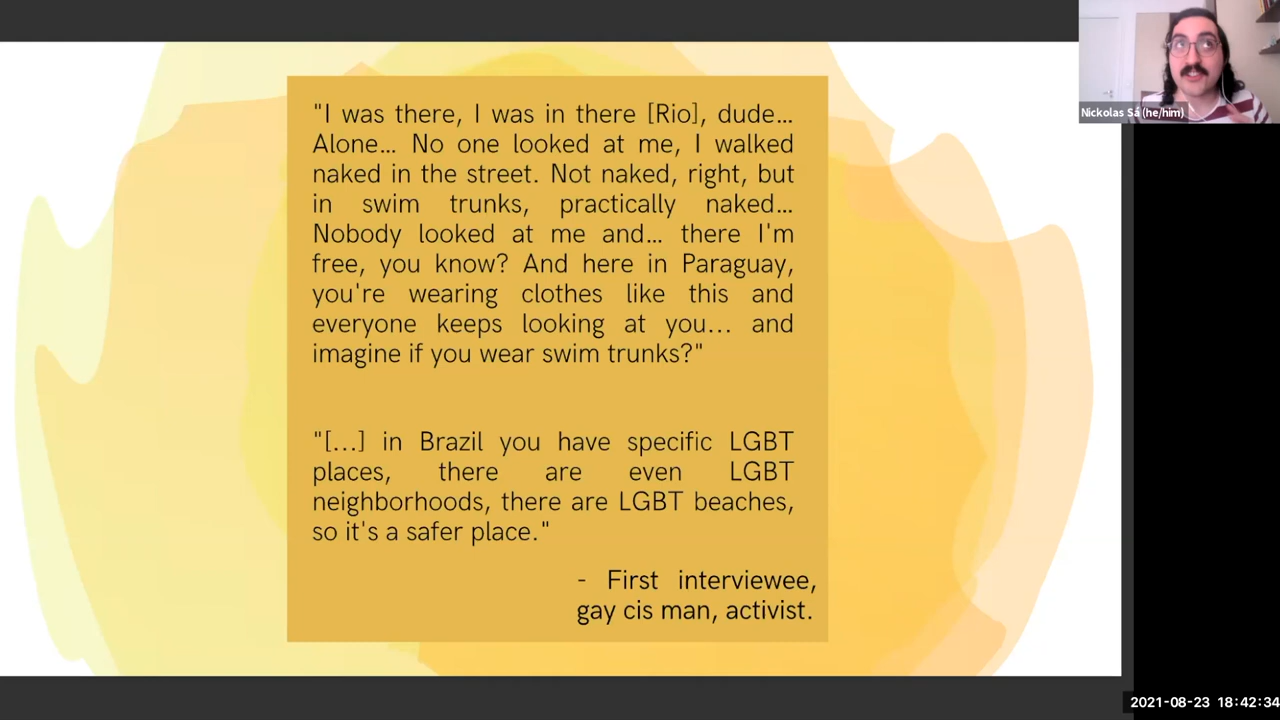 "I was there, I was in there [Rio], dude...
Alone... No one looked at me, I walked
naked in the street. Not naked, right, but
in swim trunks, practically naked...
Nobody looked at me and... there I'm
free, you know? And here in Paraguay,
you're wearing clothes like this and
everyone keeps looking at you... and
imagine if you wear swim trunks?"
"[...] in Brazil you have specific LGBT
places, there are even LGBT
neighborhoods, there are LGBT beaches,
so it's a safer place."
- First interviewee,
gay cis man, activist.
Nickolas Sá (he/him)
2021-08-23 18:42:34